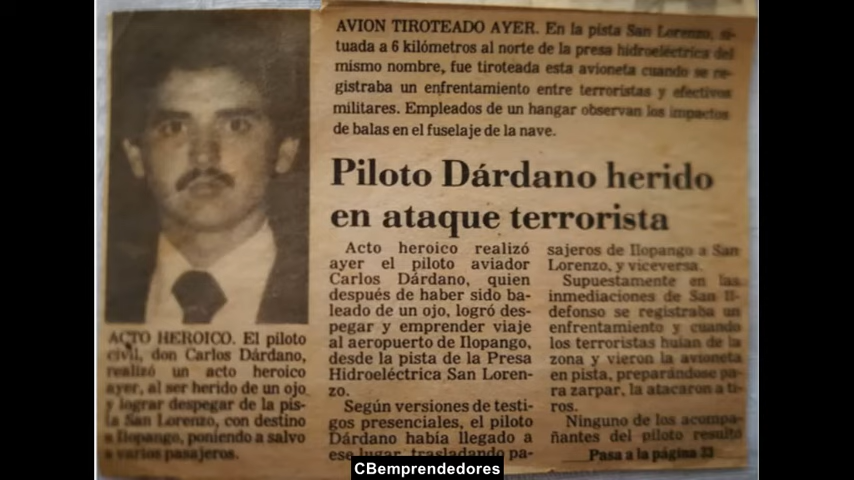 AVION TIROTEADO AYER. En la pista San Lorenzo, si-
tuada a 6 kilómetros al norte de la presa hidroeléctrica del
mismo nombre, fue tiroteada esta avioneta cuando se re-
gistraba un enfrentamiento entre terroristas y efectivos
militares. Empleados de un hangar observan los impactos
de balas en el fuselaje de la nave.
Piloto Dárdano herido
en ataque terrorista
ACTO HEROICO. El piloto
civil, don Carlos Dárdano,
realizó un acto heroico
ayer, al ser herido de un ojo
y lograr despegar de la pis-
ta San Lorenzo, con destino
a Ilopango, poniendo a salvo
a varios pasajeros.
Acto heroico realizó
ayer el piloto aviador
Carlos Dárdano, quien
después de haber sido ba-
leado de un ojo, logró des-
pegar y emprender viaje
al aeropuerto de Ilopango,
desde la pista de la Presa
Hidroeléctrica San Loren-
zo.
Según versiones de testi-
gos presenciales, el piloto
Dárdano había llegado a
ese lugar, trasladando pa-
sajeros de Ilopango a San
Lorenzo, y viceversa.
Supuestamente en las
inmediaciones de San Il-
defonso se registraba un
enfrentamiento y cuando
los terroristas huían de la
zona y vieron la avioneta
en pista, preparándose pa-
ra zarpar, la atacaron a ti-
ros.
Ninguno de los acompa-
ñantes del piloto resultó
Pasa a la página 23
CBemprendedores